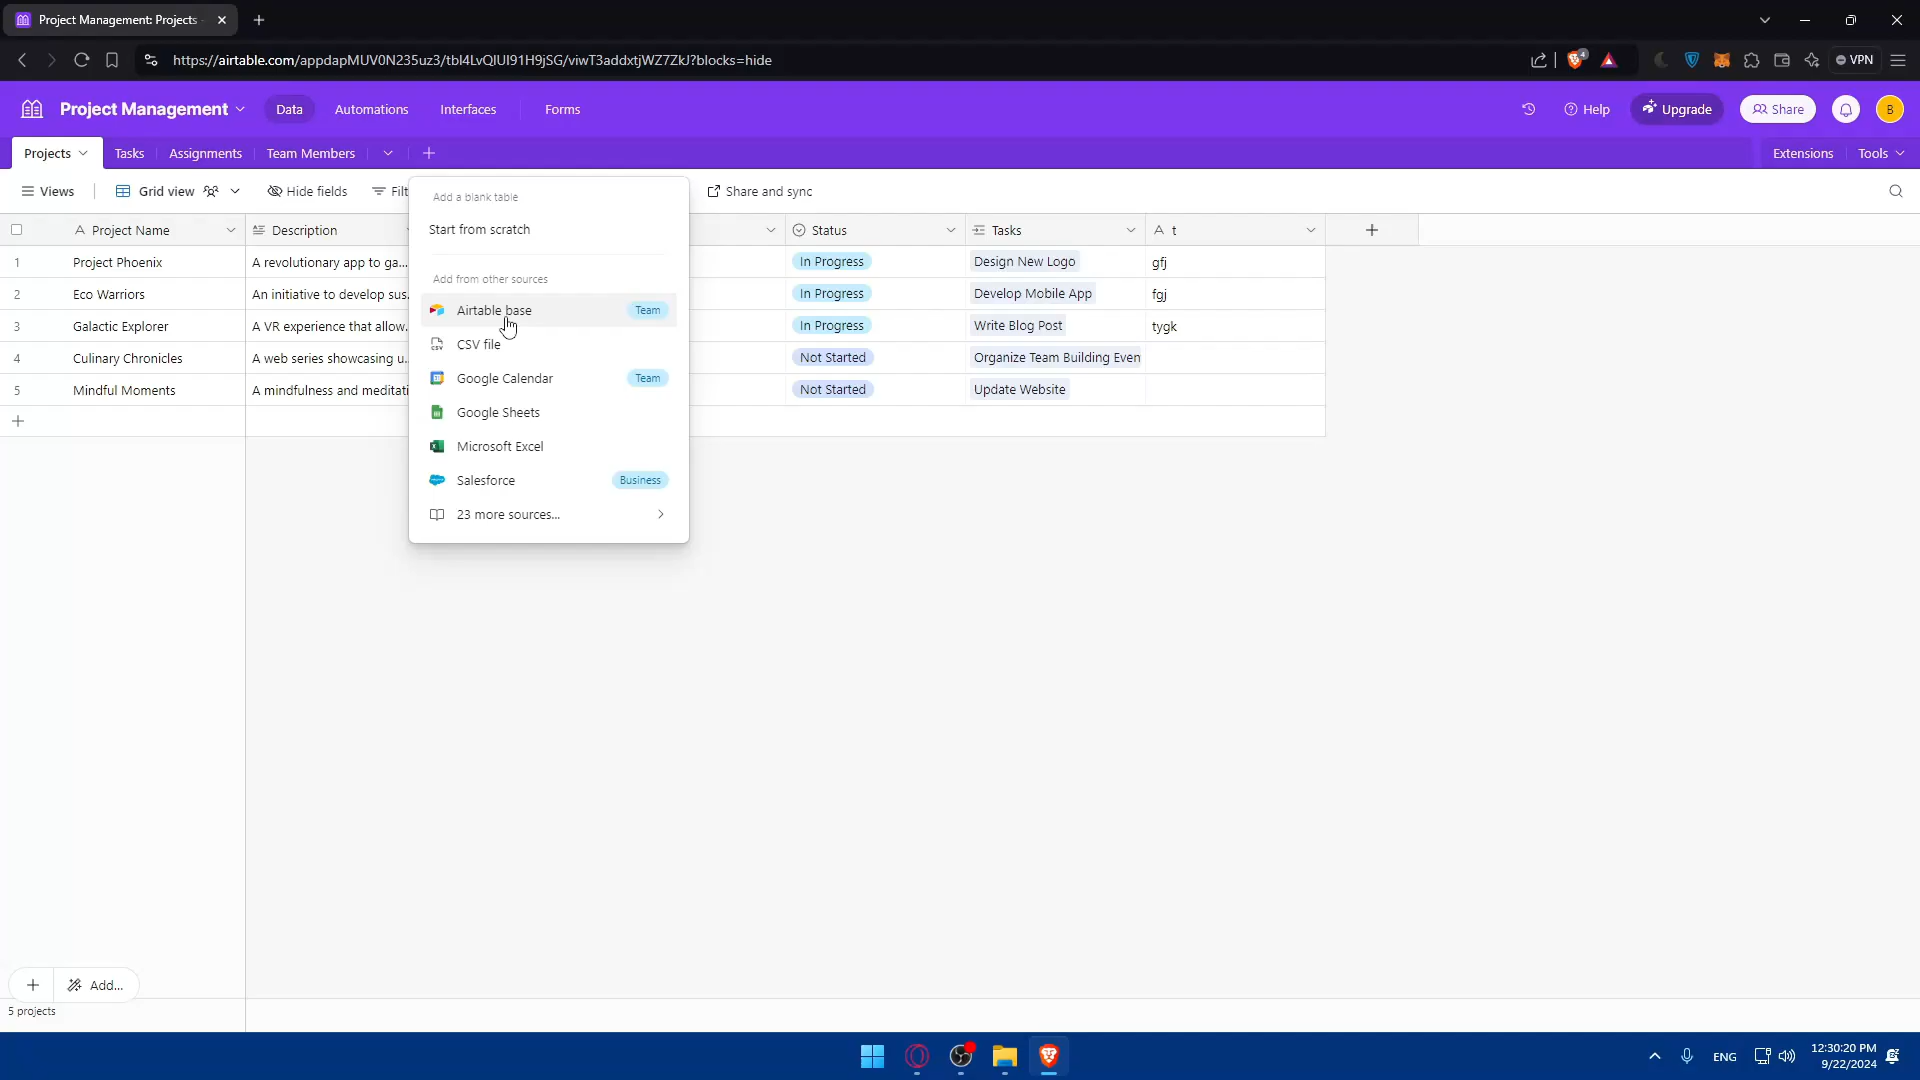 Project Management: Projects -
https://airtable.com/appdapMUV0N235uz3/tbl4LvQlUI91H9jSG/viwT3addxtjWZ7ZkJ?blocks=hide
4
VPN
Project Management
Data
Automations
Interfaces
Forms
Help
Upgrade
Share
B
Projects
Tasks
Assignments
Team Members
Extensions
Tools
Views
Grid view
Hide fields
Filt
Share and sync
Project Name
Description
Status
Tasks
t
1 Project Phoenix A revolutionary app to ga... In Progress Design New Logo gfj
2 Eco Warriors An initiative to develop sus... In Progress Develop Mobile App fgj
3 Galactic Explorer A VR experience that allow... In Progress Write Blog Post tygk
4 Culinary Chronicles A web series showcasing u... Not Started Organize Team Building Even
5 Mindful Moments A mindfulness and meditati Not Started Update Website
Add a blank table
Start from scratch
Add from other sources
Airtable base Team
CSV file
Google Calendar Team
Google Sheets
Microsoft Excel
Salesforce Business
23 more sources...
Add...
5 projects
ENG
12:30:20 PM
9/22/2024